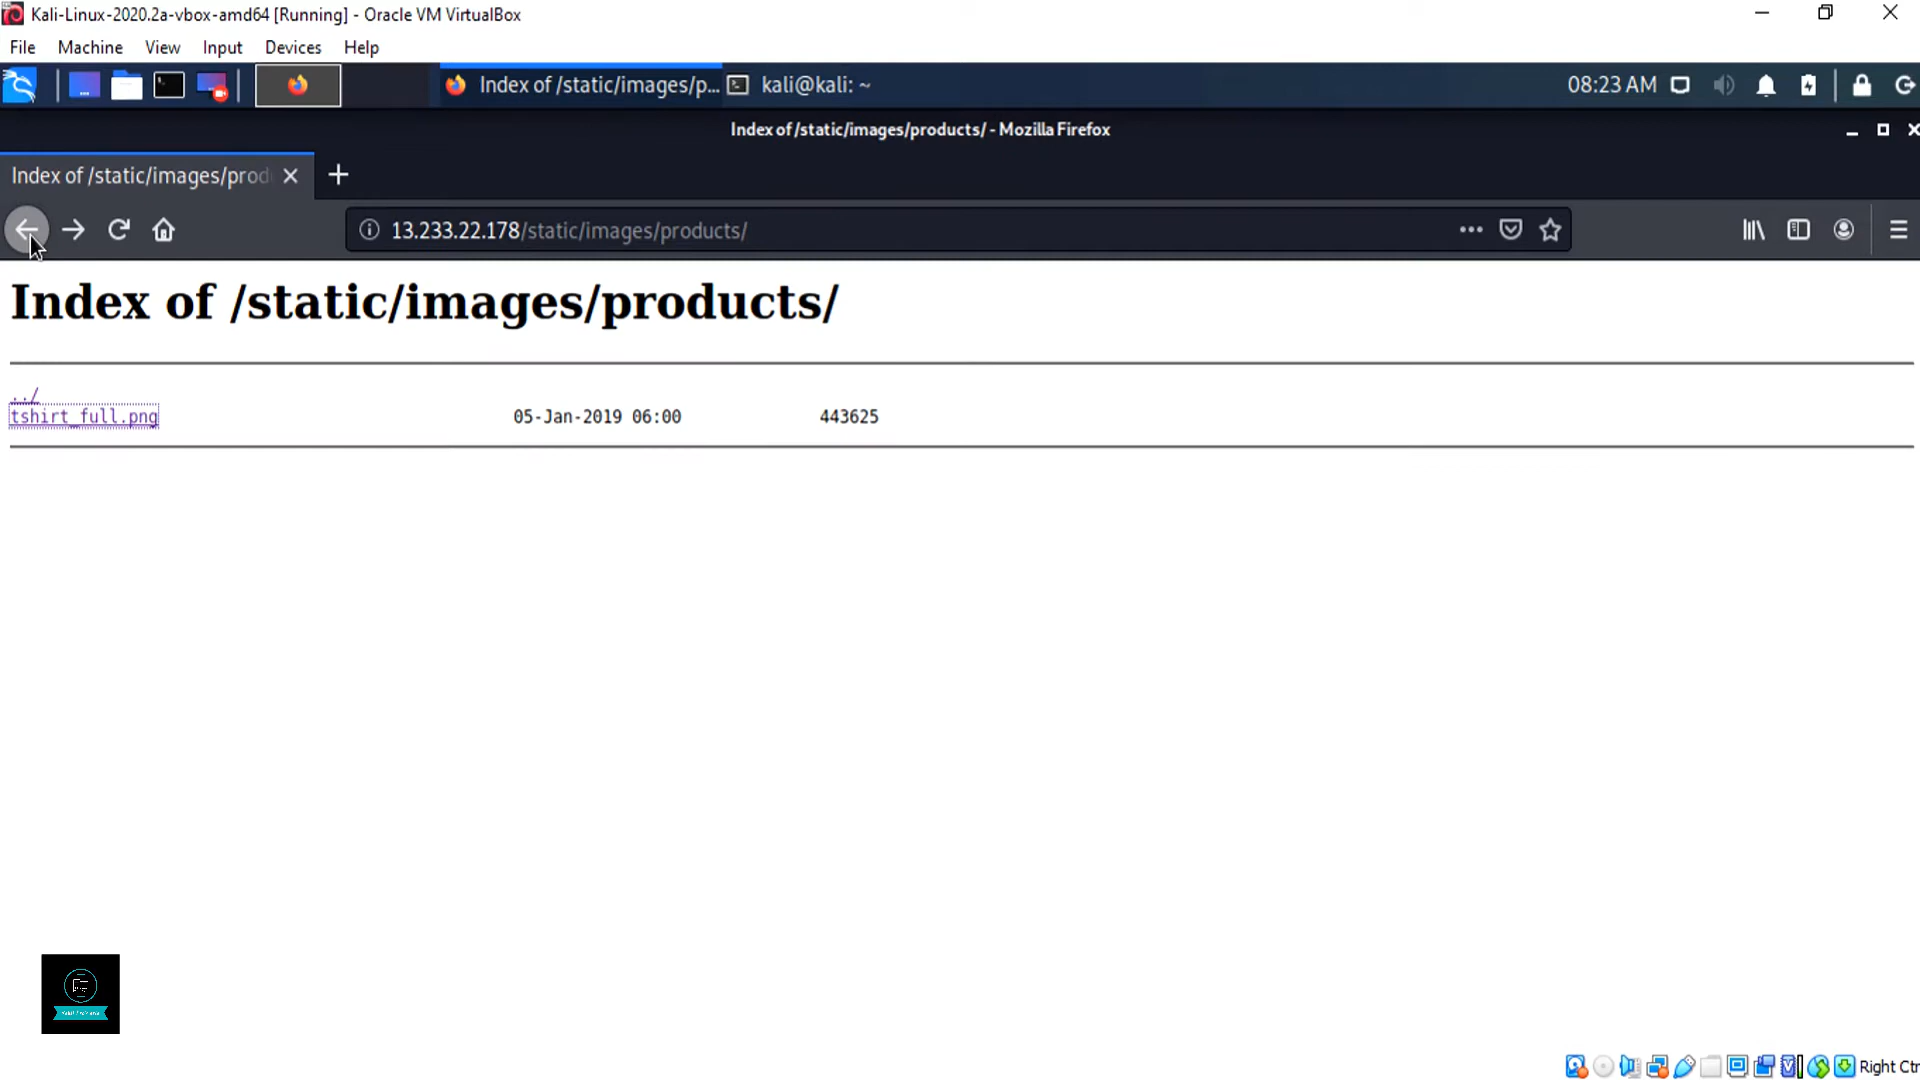 Kali-Linux-2020.2a-vbox-amd64 [Running] - Oracle VM VirtualBox
File Machine View Input Devices Help
Index of /static/images/p... kali@kali: ~ 08:23 AM
Index of /static/images/products/ - Mozilla Firefox
Index of /static/images/prod
13.233.22.178/static/images/products/
Index of /static/images/products/
../
tshirt_full.png 05-Jan-2019 06:00 443625
Right Ctr